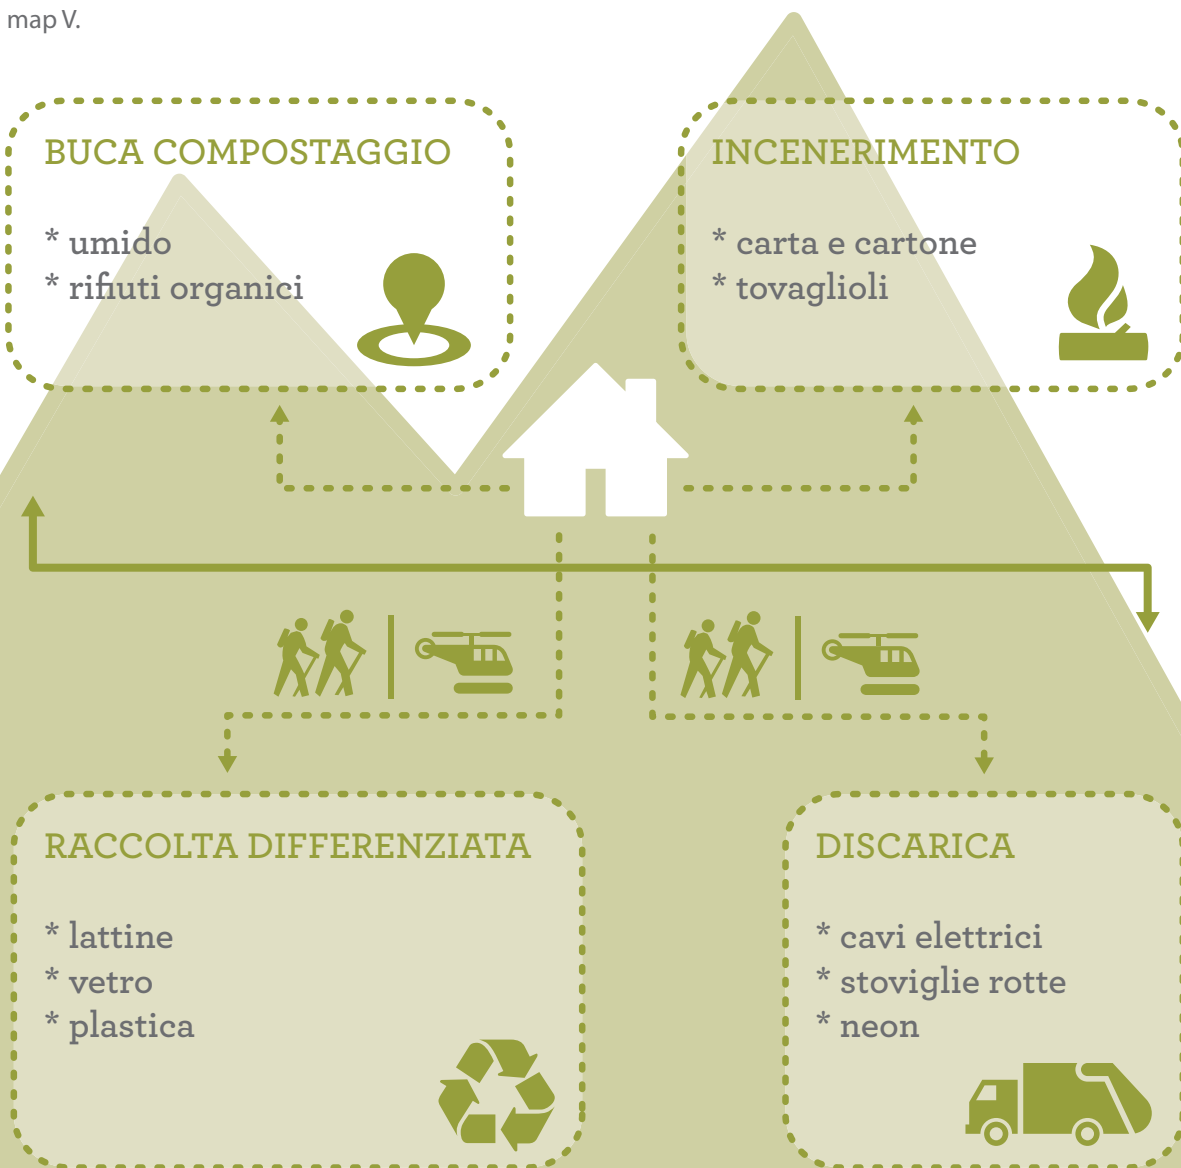 map V.
BUCA COMPOSTAGGIO
* umido
* rifiuti organici
INCENERIMENTO
* carta e cartone
* tovaglioli
RACCOLTA DIFFERENZIATA
* lattine
* vetro
* plastica
DISCARICA
* cavi elettrici
* stoviglie rotte
* neon